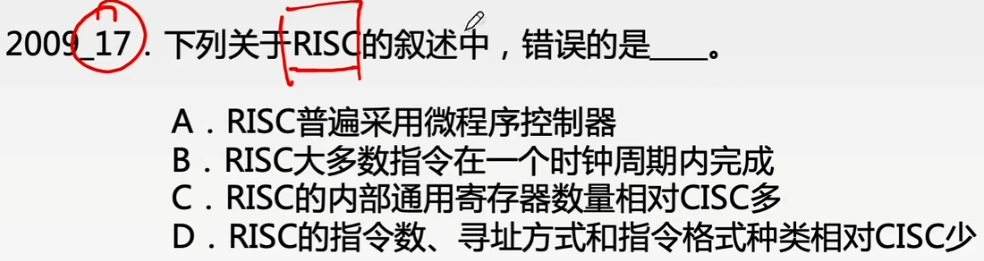 2009_17．下列关于RISC的叙述中，错误的是____。
A．RISC普遍采用微程序控制器
B．RISC大多数指令在一个时钟周期内完成
C．RISC的内部通用寄存器数量相对CISC多
D．RISC的指令数、寻址方式和指令格式种类相对CISC少